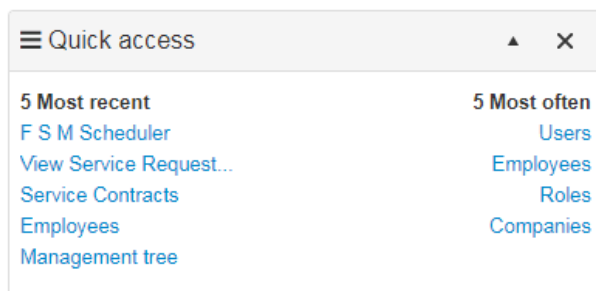 Quick access
5 Most recent 5 Most often
F S M Scheduler Users
View Service Request... Employees
Service Contracts Roles
Employees Companies
Management tree